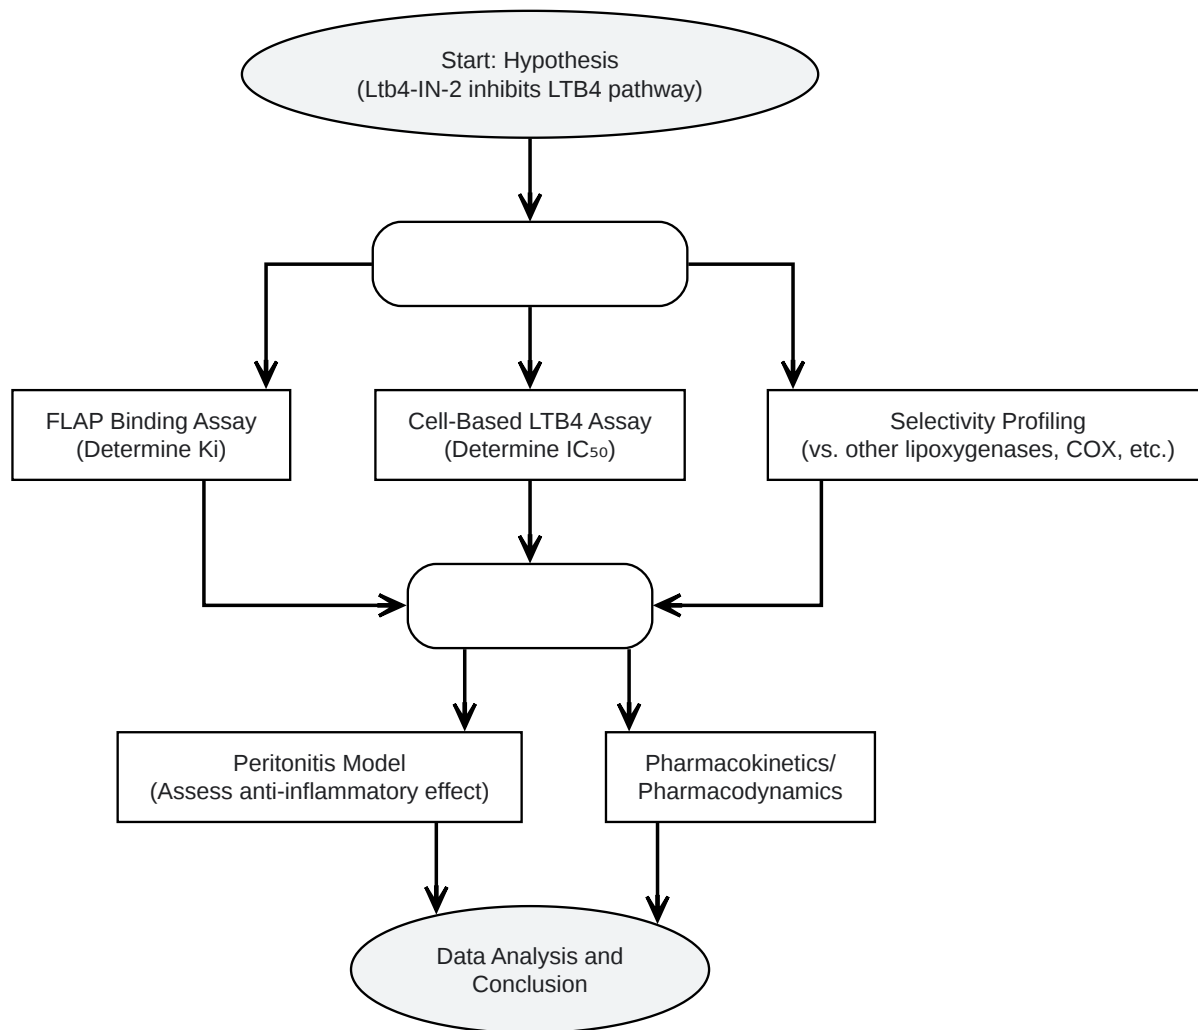 Start: Hypothesis
(Ltb4-IN-2 inhibits LTB4 pathway)
FLAP Binding Assay
(Determine Ki)
Cell-Based LTB4 Assay
(Determine IC₅₀)
Selectivity Profiling
(vs. other lipoxygenases, COX, etc.)
Peritonitis Model
(Assess anti-inflammatory effect)
Pharmacokinetics/
Pharmacodynamics
Data Analysis and
Conclusion